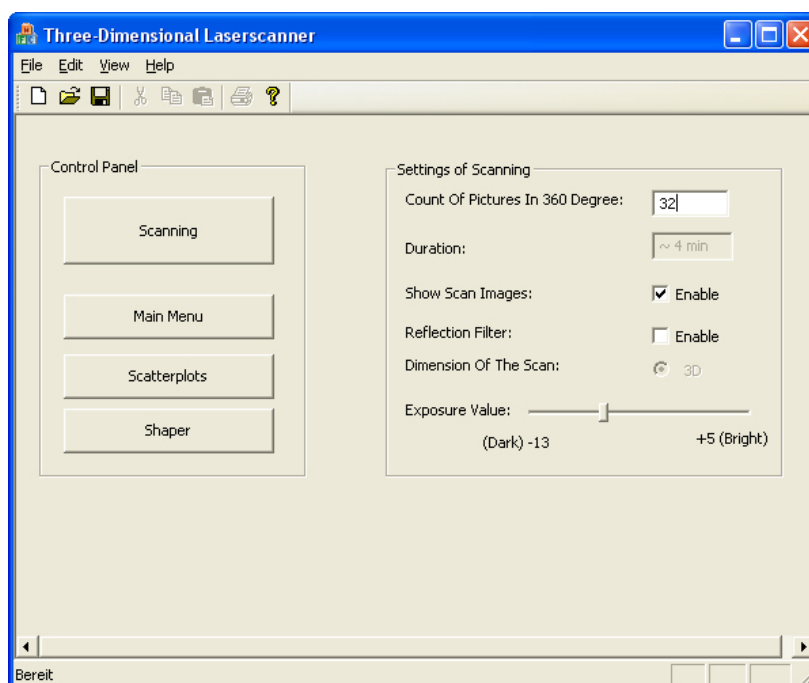 Three-Dimensional Laserscanner
File Edit View Help
Control Panel
Scanning
Main Menu
Scatterplots
Shaper
Settings of Scanning
Count Of Pictures In 360 Degree: 32
Duration: ~ 4 min
Show Scan Images: Enable
Reflection Filter: Enable
Dimension Of The Scan: 3D
Exposure Value:
(Dark) -13 +5 (Bright)
Bereit